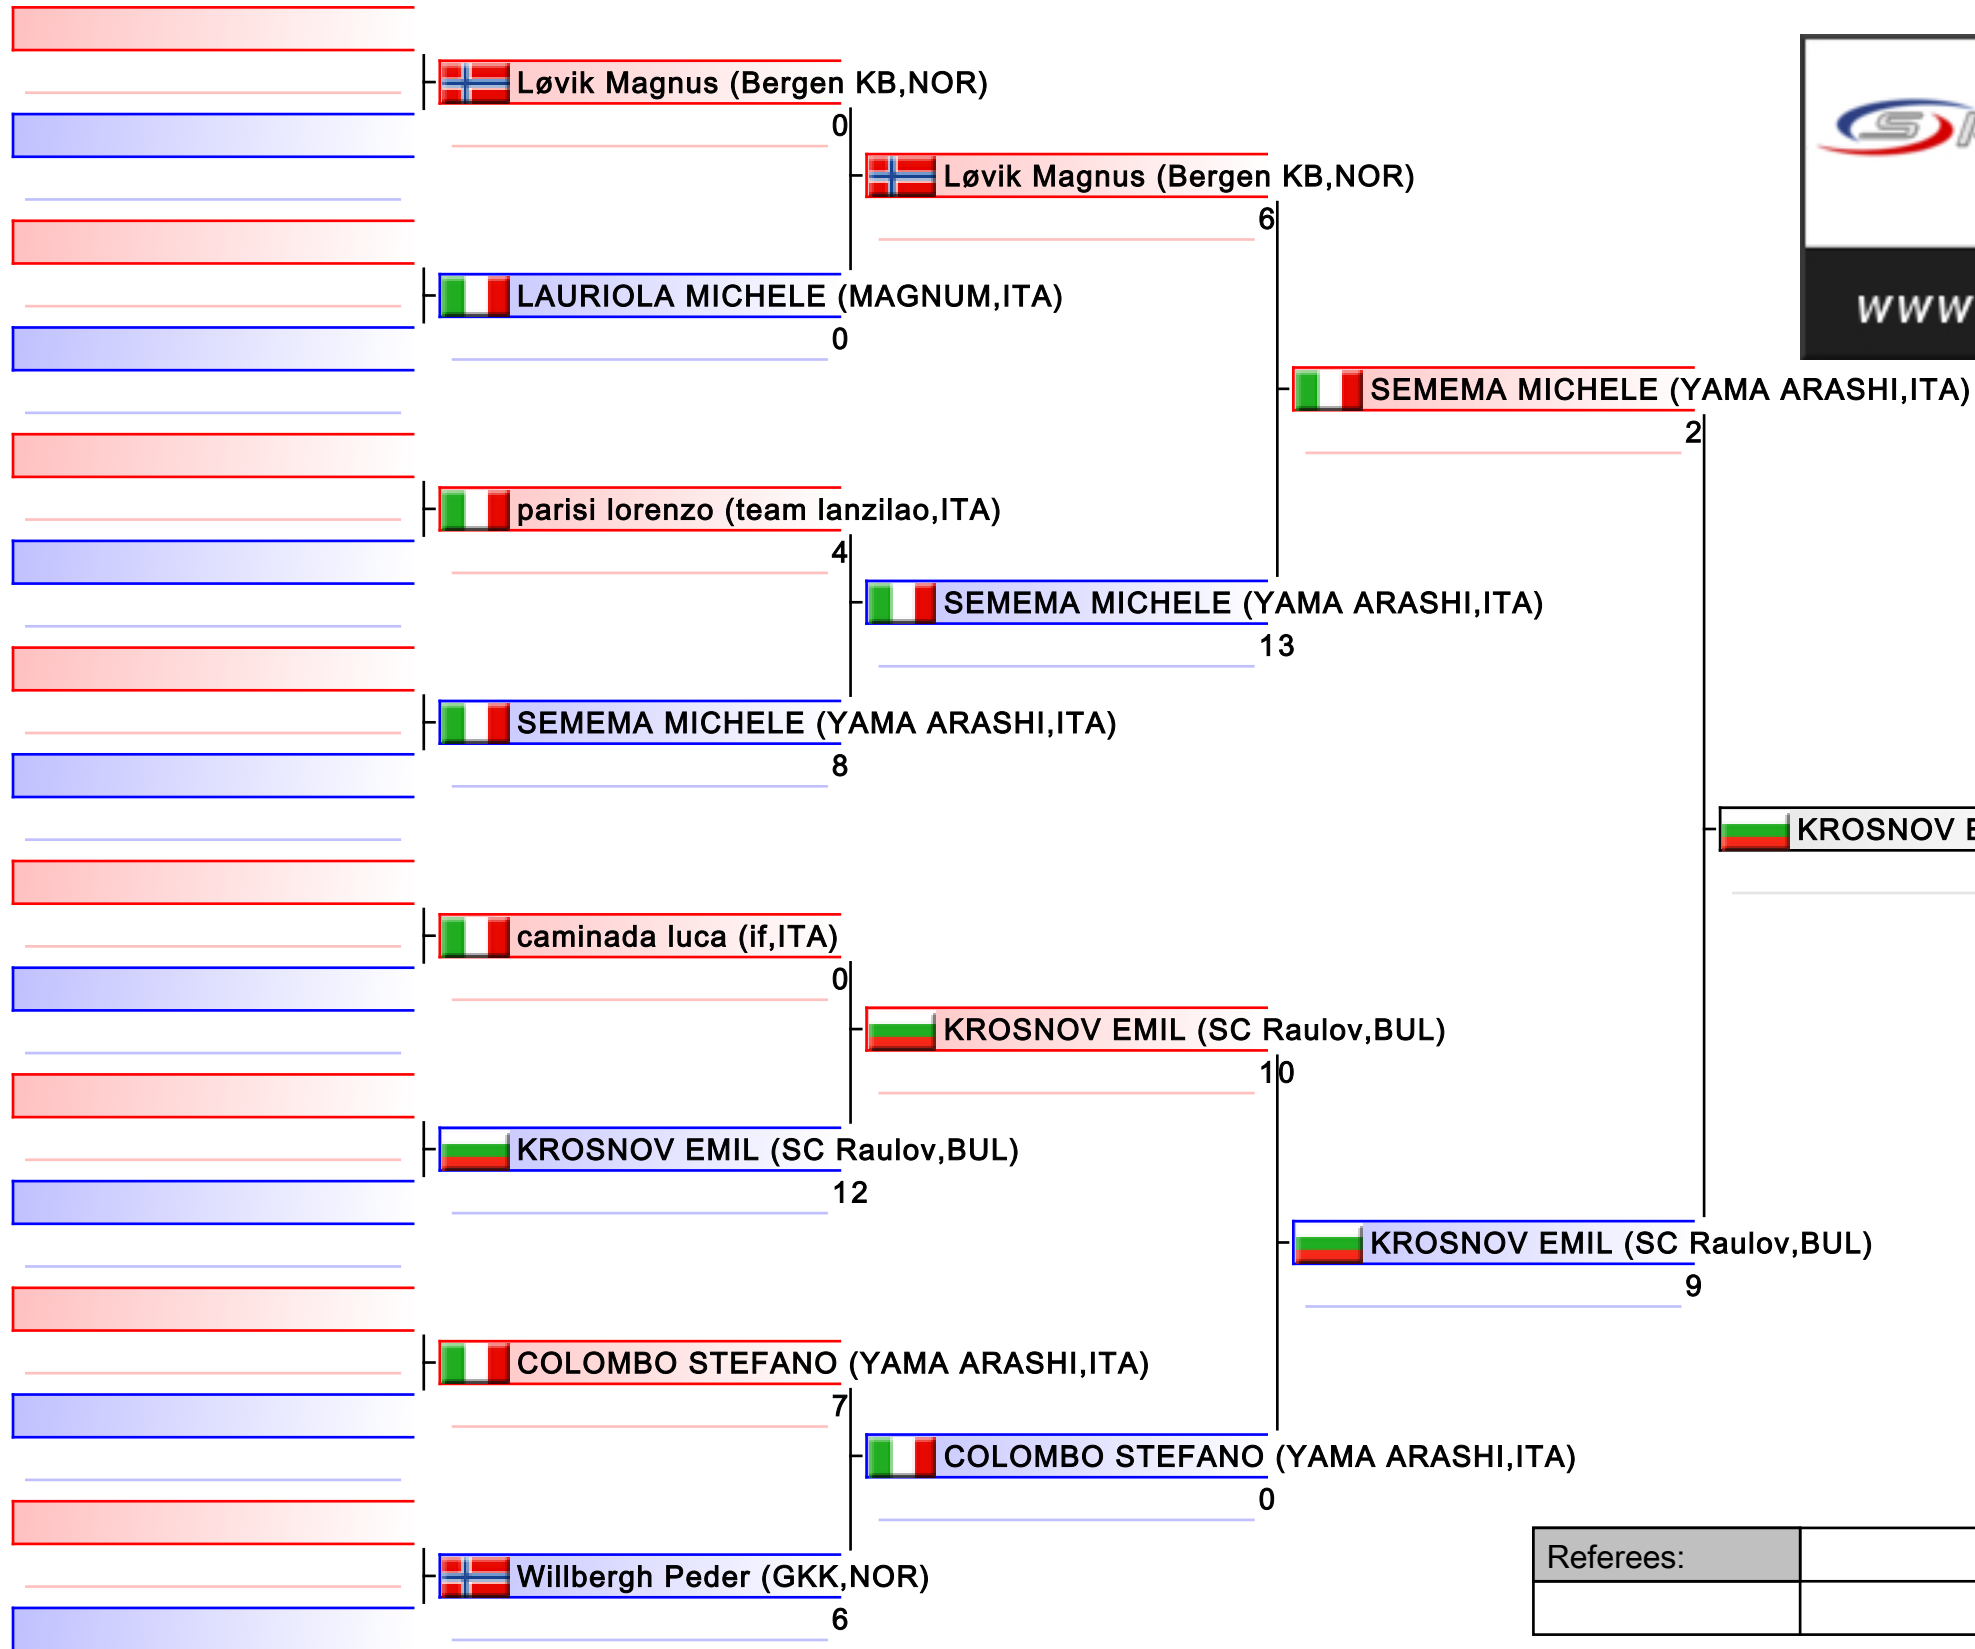 Løvik Magnus (Bergen KB,NOR)
0
Løvik Magnus (Bergen KB,NOR)
6
LAURIOLA MICHELE (MAGNUM,ITA)
0
SEMEMA MICHELE (YAMA ARASHI,ITA)
2
parisi lorenzo (team lanzilao,ITA)
4
SEMEMA MICHELE (YAMA ARASHI,ITA)
13
SEMEMA MICHELE (YAMA ARASHI,ITA)
8
KROSNOV E
caminada luca (if,ITA)
0
KROSNOV EMIL (SC Raulov,BUL)
10
KROSNOV EMIL (SC Raulov,BUL)
12
KROSNOV EMIL (SC Raulov,BUL)
9
COLOMBO STEFANO (YAMA ARASHI,ITA)
7
COLOMBO STEFANO (YAMA ARASHI,ITA)
0
Willbergh Peder (GKK,NOR)
6
Referees:
www